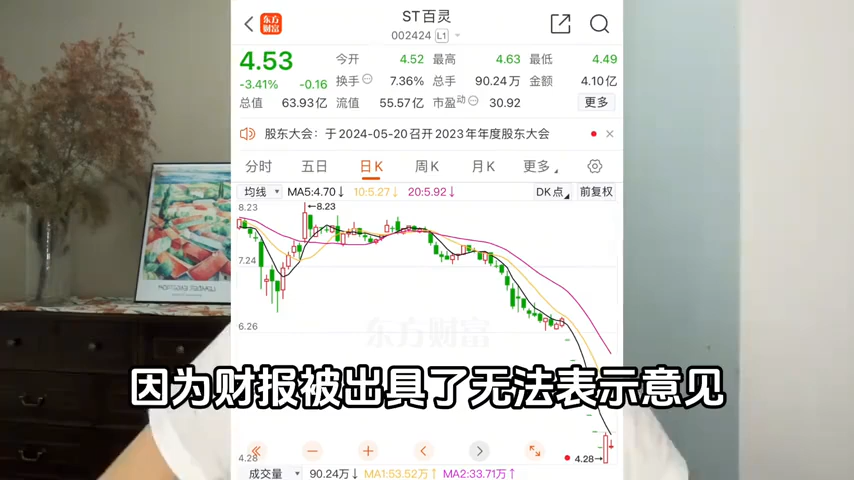 东方财富
ST百灵
002424 L1
4.53
-3.41% -0.16
今开 4.52 最高 4.63 最低 4.49
换手 7.36% 总手 90.24万 金额 4.10亿
总值 63.93亿 流值 55.57亿 市盈动 30.92 更多
股东大会：于2024-05-20召开2023年年度股东大会
分时 五日 日K 周K 月K 更多
均线 MA5:4.70↓ 10:5.27↓ 20:5.92↓ DK点 前复权
8.23
←8.23
7.24
6.26
东方财富
因为财报被出具了无法表示意见
4.28
4.28→
成交量 90.24万↓ MA1:53.52万↑ MA2:33.71万↑